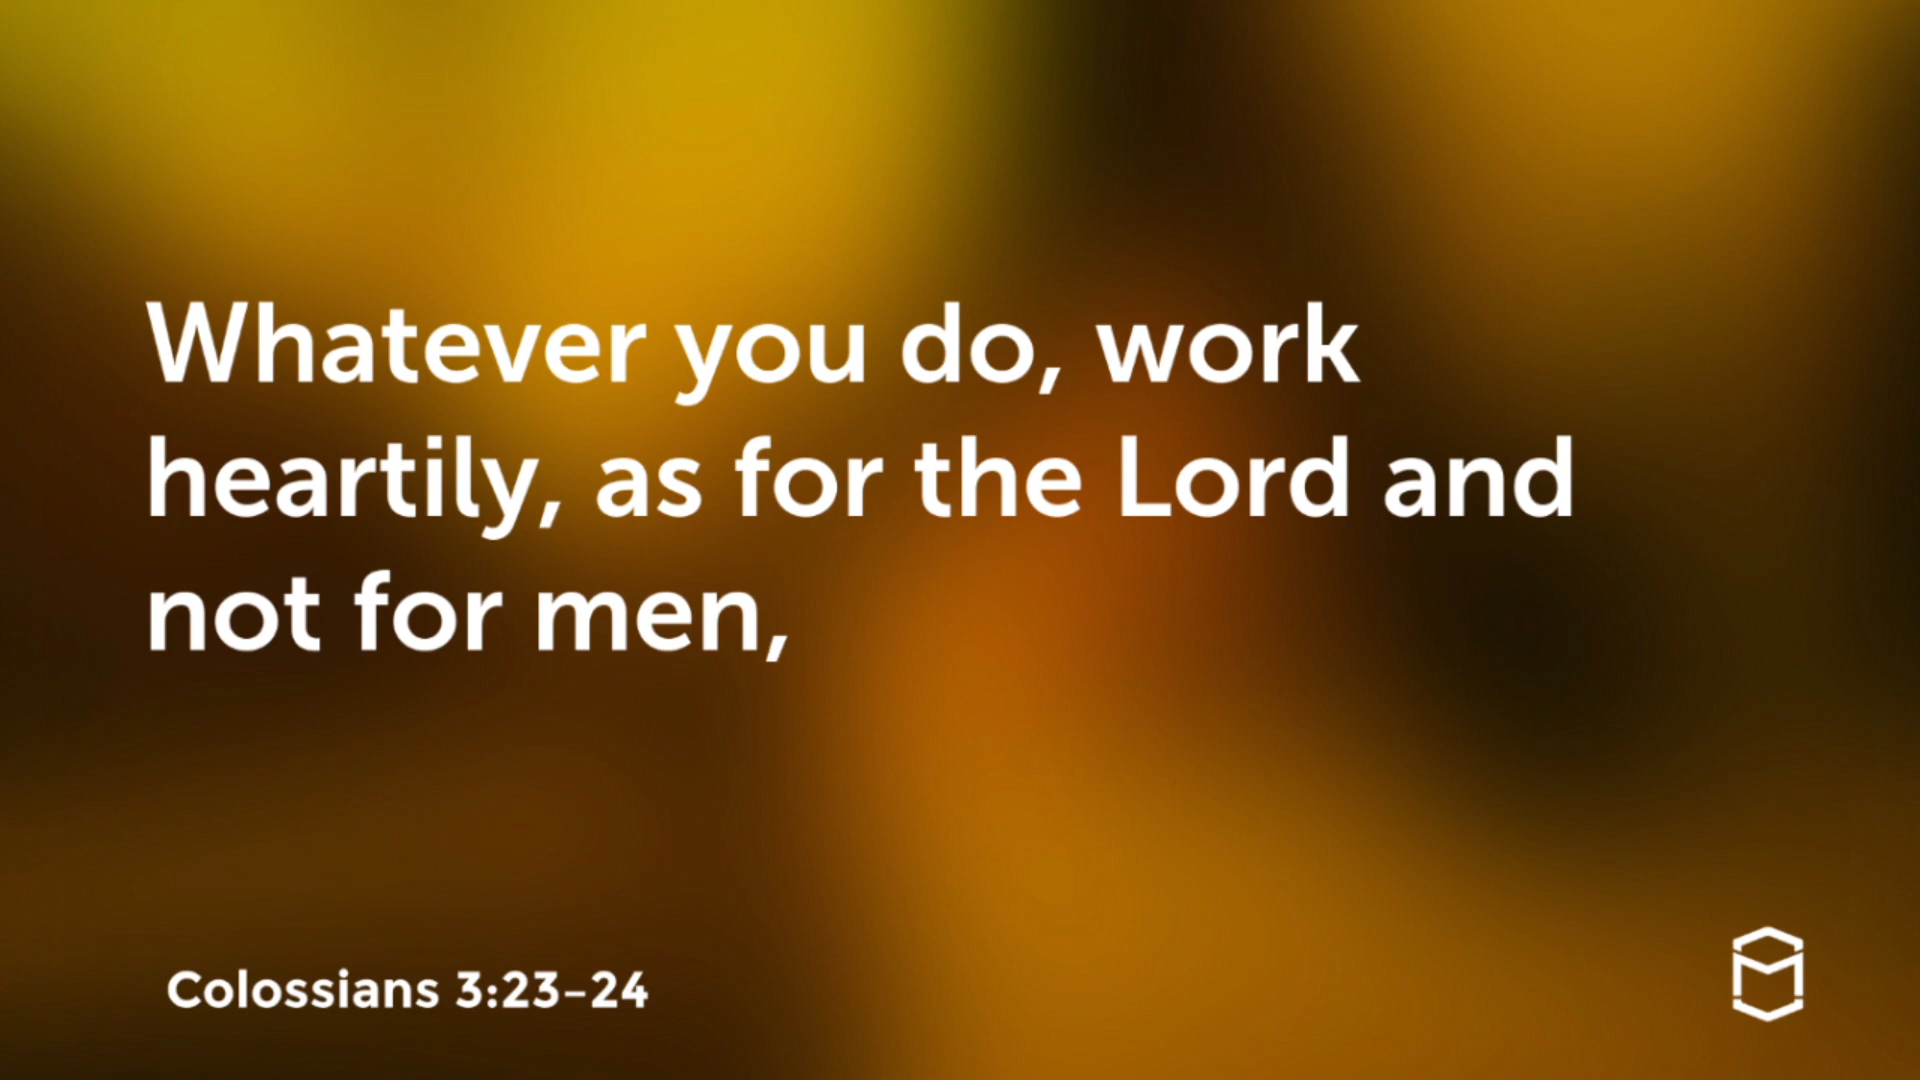 Whatever you do, work
heartily, as for the Lord and
not for men,
Colossians 3:23–24